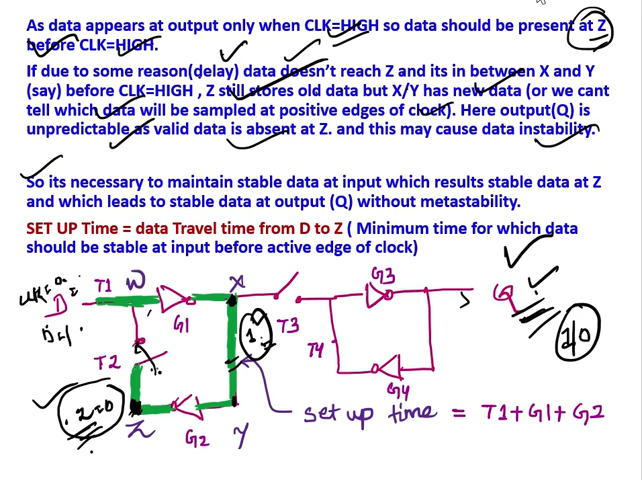 As data appears at output only when CLK=HIGH so data should be present at Z
before CLK=HIGH.
If due to some reason(delay) data doesn't reach Z and its in between X and Y
(say) before CLK=HIGH , Z still stores old data but X/Y has new data (or we cant
tell which data will be sampled at positive edges of clock). Here output(Q) is
unpredictable as valid data is absent at Z. and this may cause data instability.
So its necessary to maintain stable data at input which results stable data at Z
and which leads to stable data at output (Q) without metastability.
SET UP Time = data Travel time from D to Z ( Minimum time for which data
should be stable at input before active edge of clock)
T1 W X G3
D G1 T3 Q
D=1 1 1/0
T2 T4
Z=0 G4
set up time = T1+G1+G2
Z G2 Y